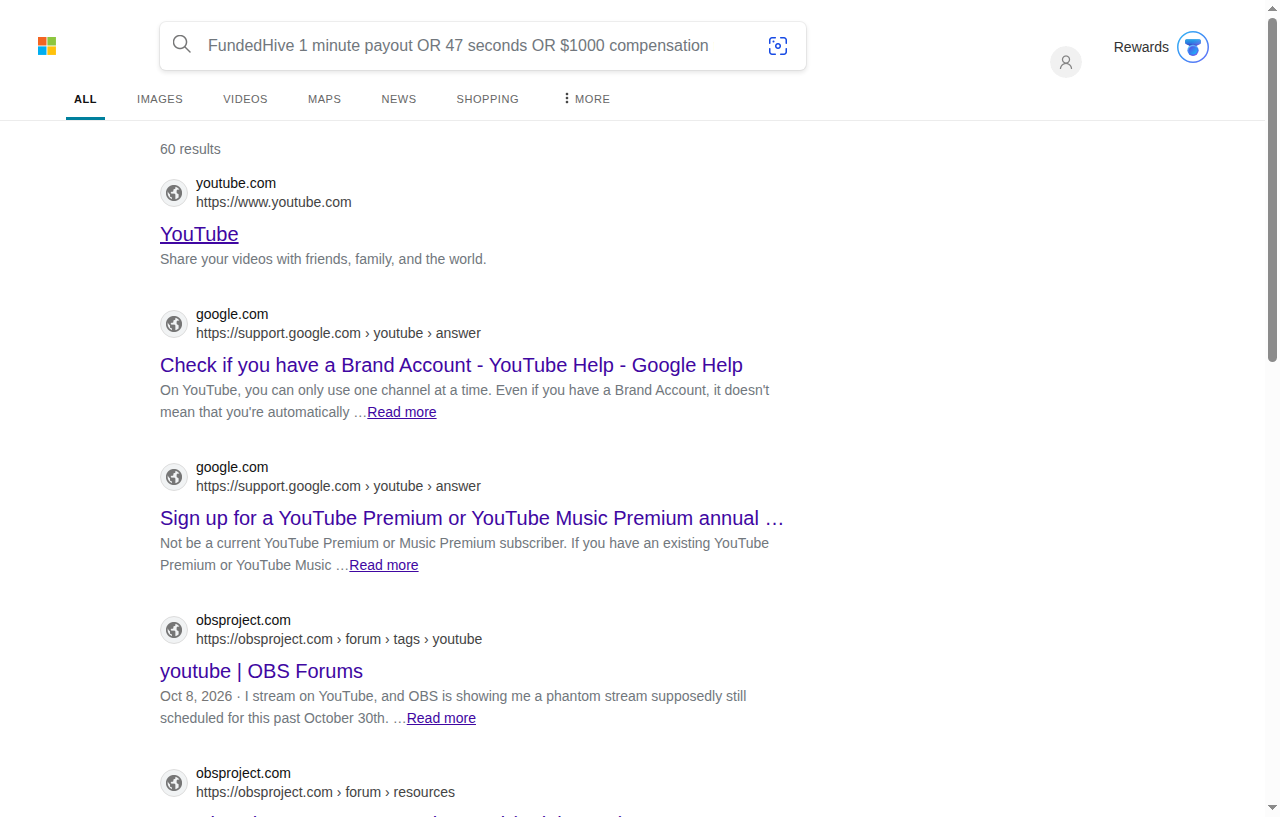 FundedHive 1 minute payout OR 47 seconds OR $1000 compensation
Rewards
ALL
IMAGES
VIDEOS
MAPS
NEWS
SHOPPING
MORE
60 results
youtube.com
https://www.youtube.com
YouTube
Share your videos with friends, family, and the world.
google.com
https://support.google.com › youtube › answer
Check if you have a Brand Account - YouTube Help - Google Help
On YouTube, you can only use one channel at a time. Even if you have a Brand Account, it doesn't
mean that you're automatically …Read more
google.com
https://support.google.com › youtube › answer
Sign up for a YouTube Premium or YouTube Music Premium annual …
Not be a current YouTube Premium or Music Premium subscriber. If you have an existing YouTube
Premium or YouTube Music …Read more
obsproject.com
https://obsproject.com › forum › tags › youtube
youtube | OBS Forums
Oct 8, 2026 · I stream on YouTube, and OBS is showing me a phantom stream supposedly still
scheduled for this past October 30th. …Read more
obsproject.com
https://obsproject.com › forum › resources